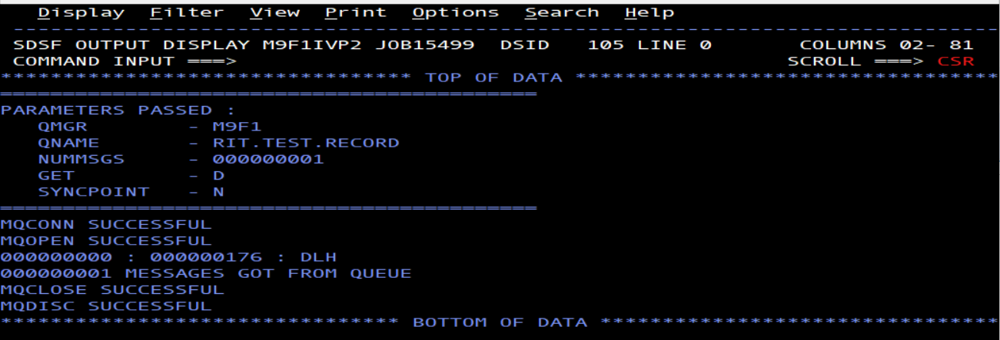 Display Filter View Print Options Search Help
-------------------------------------------------------------------------------
SDSF OUTPUT DISPLAY M9F1IVP2 JOB15499 DSID 105 LINE 0 COLUMNS 02- 81
COMMAND INPUT ===> SCROLL ===> CSR
********************************* TOP OF DATA **********************************
===========================================
PARAMETERS PASSED :
QMGR - M9F1
QNAME - RIT.TEST.RECORD
NUMMSGS - 000000001
GET - D
SYNCPOINT - N
===========================================
MQCONN SUCCESSFUL
MQOPEN SUCCESSFUL
000000000 : 000000176 : DLH
000000001 MESSAGES GOT FROM QUEUE
MQCLOSE SUCCESSFUL
MQDISC SUCCESSFUL
******************************** BOTTOM OF DATA ********************************